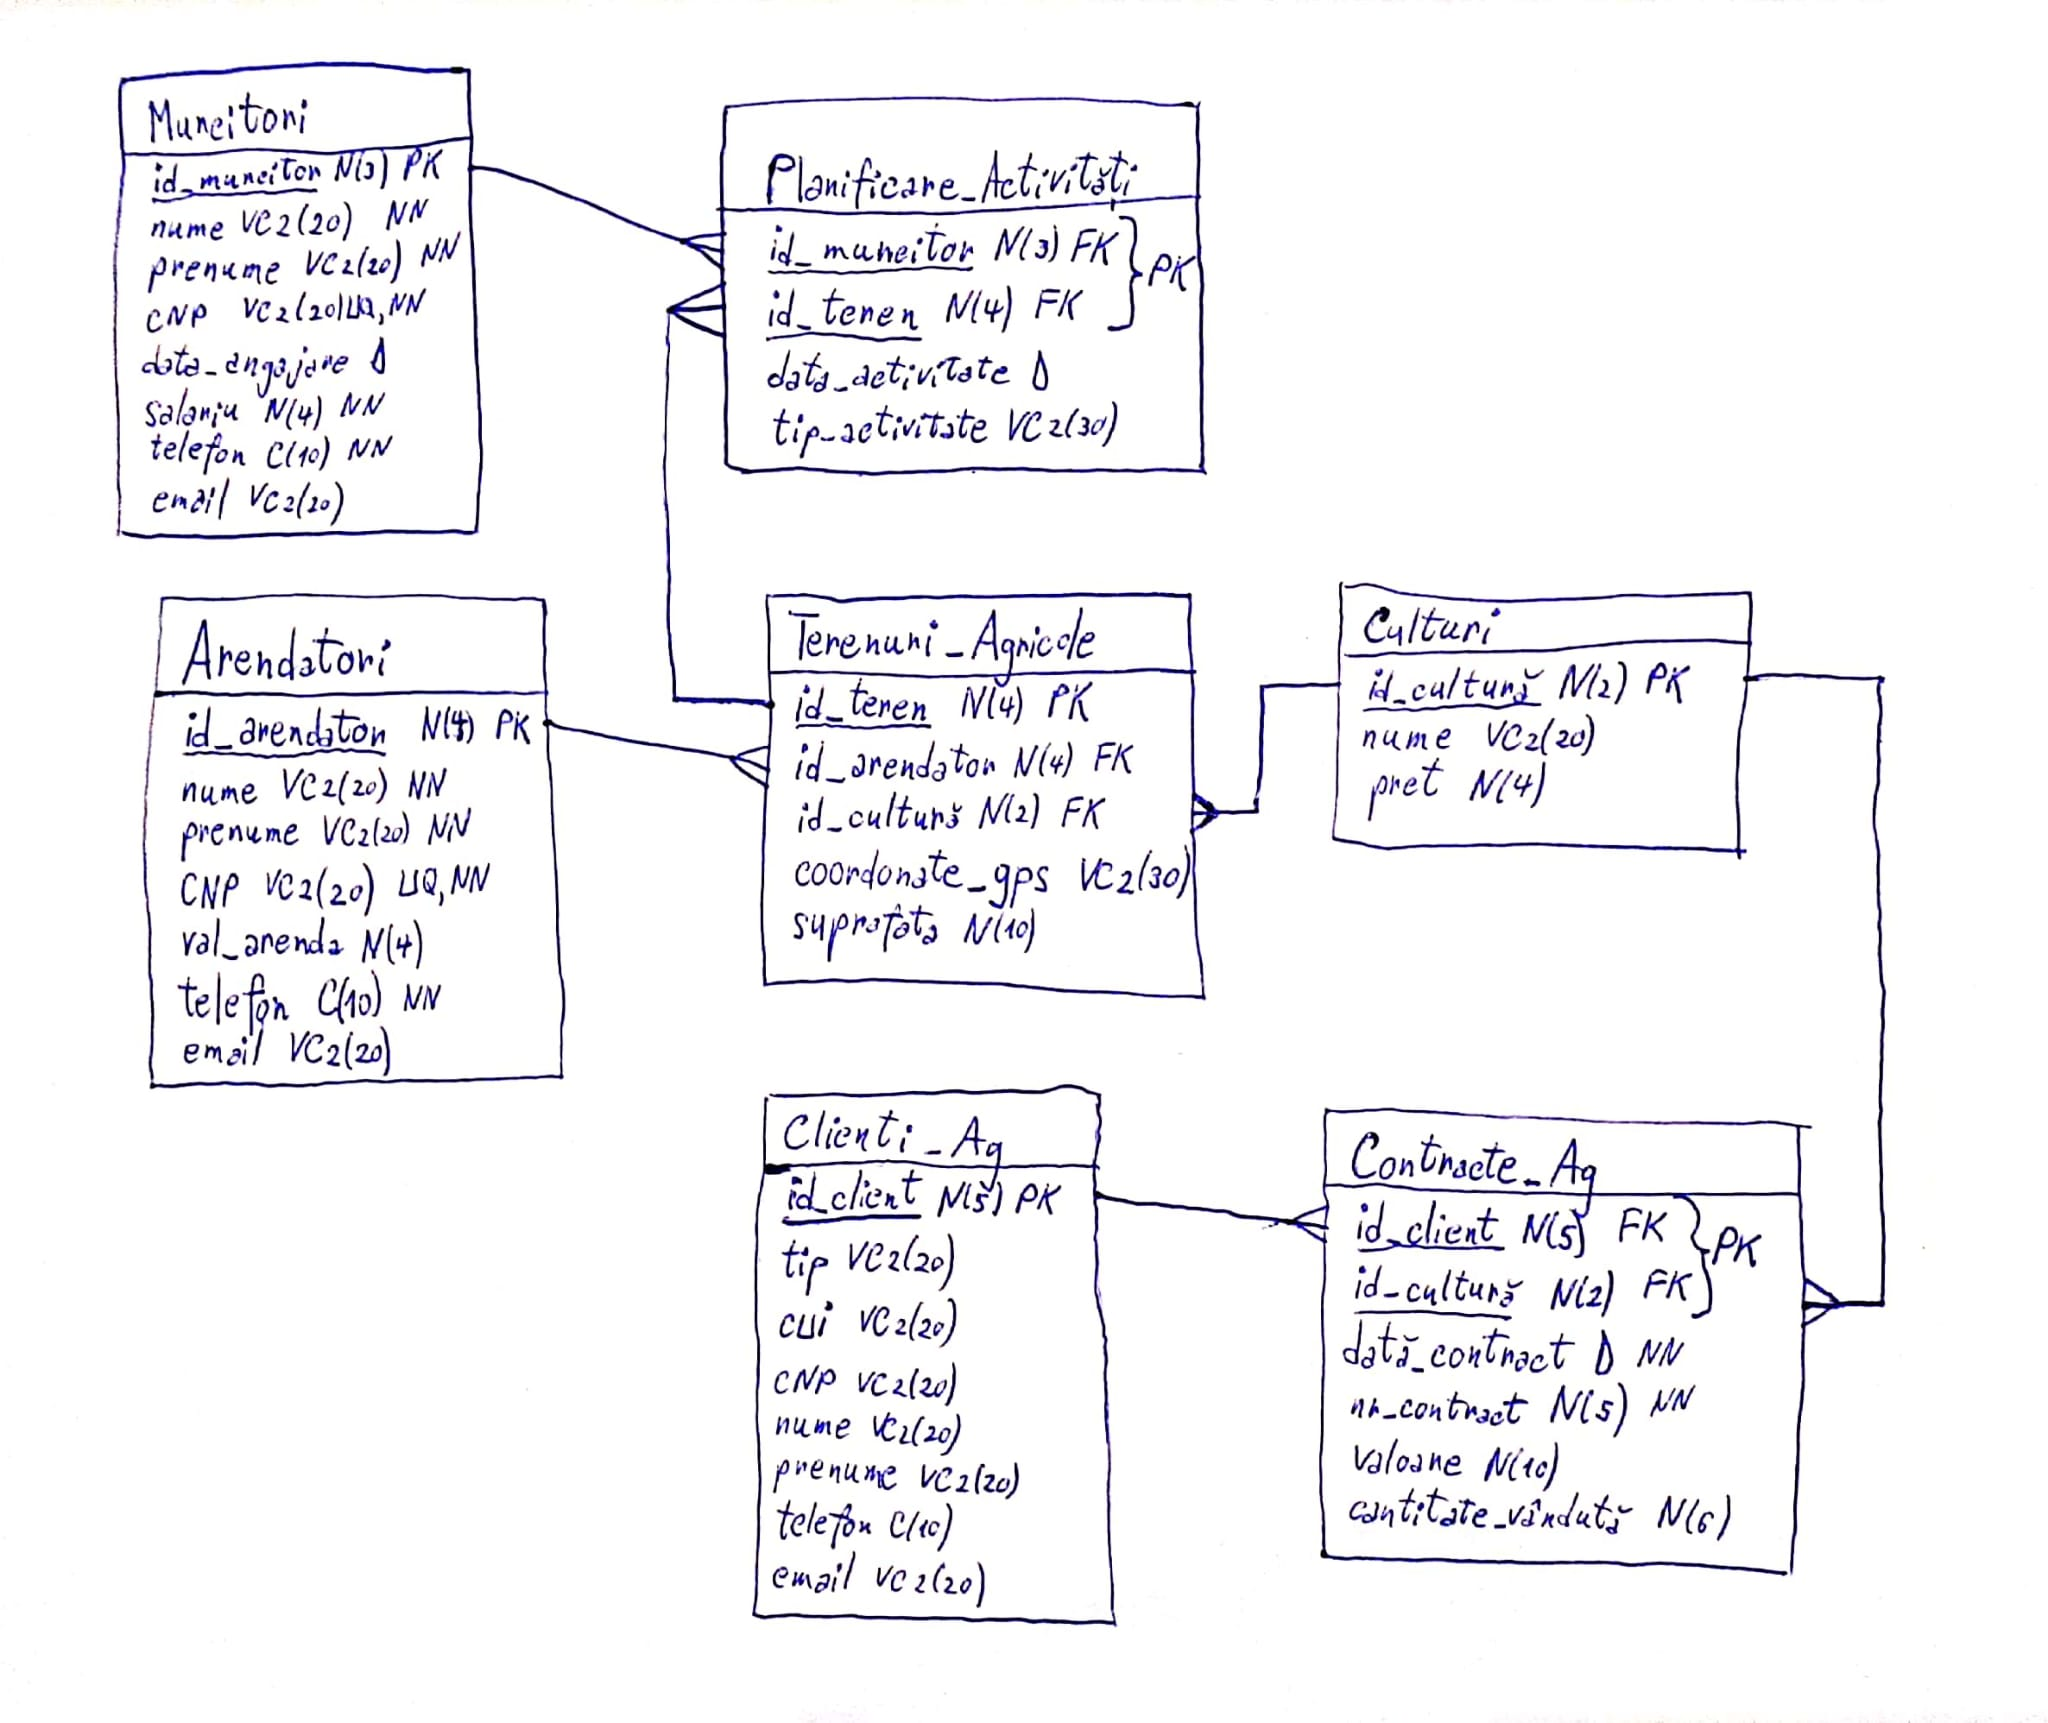 Muncitori
id_muncitor N(3) PK
nume VC2(20) NN
prenume VC2(20) NN
CNP VC2(20) UQ, NN
data_angajare D
salariu N(4) NN
telefon C(10) NN
email VC2(20)
Planificare_Activităti
id_muncitor N(3) FK } PK
id_teren N(4) FK
data_activitate D
tip_activitate VC2(30)
Arendatori
id_arendator N(4) PK
nume VC2(20) NN
prenume VC2(20) NN
CNP VC2(20) UQ, NN
val_arenda N(4)
telefon C(10) NN
email VC2(20)
Terenuri_Agricole
id_teren N(4) PK
id_arendator N(4) FK
id_cultură N(2) FK
coordonate_gps VC2(30)
suprafata N(10)
Culturi
id_cultură N(2) PK
nume VC2(20)
pret N(4)
Clienti_Ag
id_client N(5) PK
tip VC2(20)
cui VC2(20)
CNP VC2(20)
nume VC2(20)
prenume VC2(20)
telefon C(10)
email VC2(20)
Contracte_Ag
id_client N(5) FK } PK
id_cultură N(2) FK
dată_contract D NN
nr_contract N(5) NN
valoare N(10)
cantitate_vândută N(6)